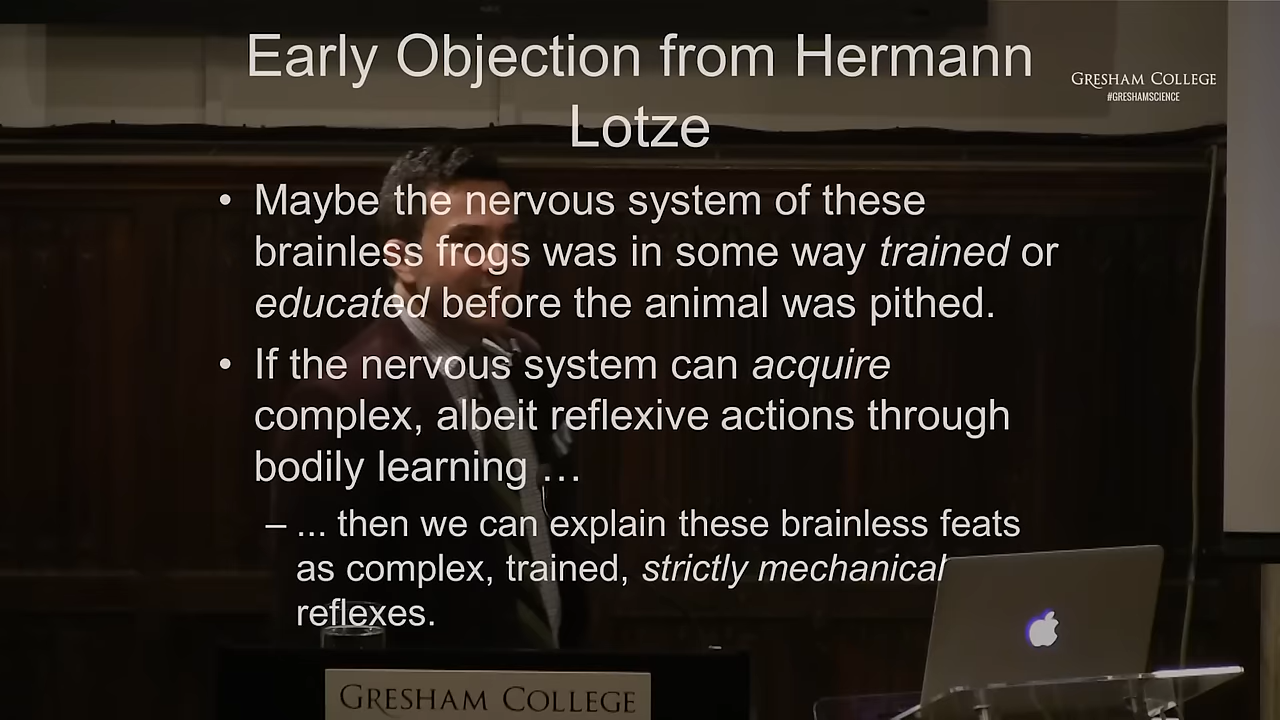 Early Objection from Hermann
Lotze
GRESHAM COLLEGE
#GRESHAMSCIENCE
• Maybe the nervous system of these
brainless frogs was in some way trained or
educated before the animal was pithed.
• If the nervous system can acquire
complex, albeit reflexive actions through
bodily learning …
– ... then we can explain these brainless feats
as complex, trained, strictly mechanical
reflexes.
GRESHAM COLLEGE